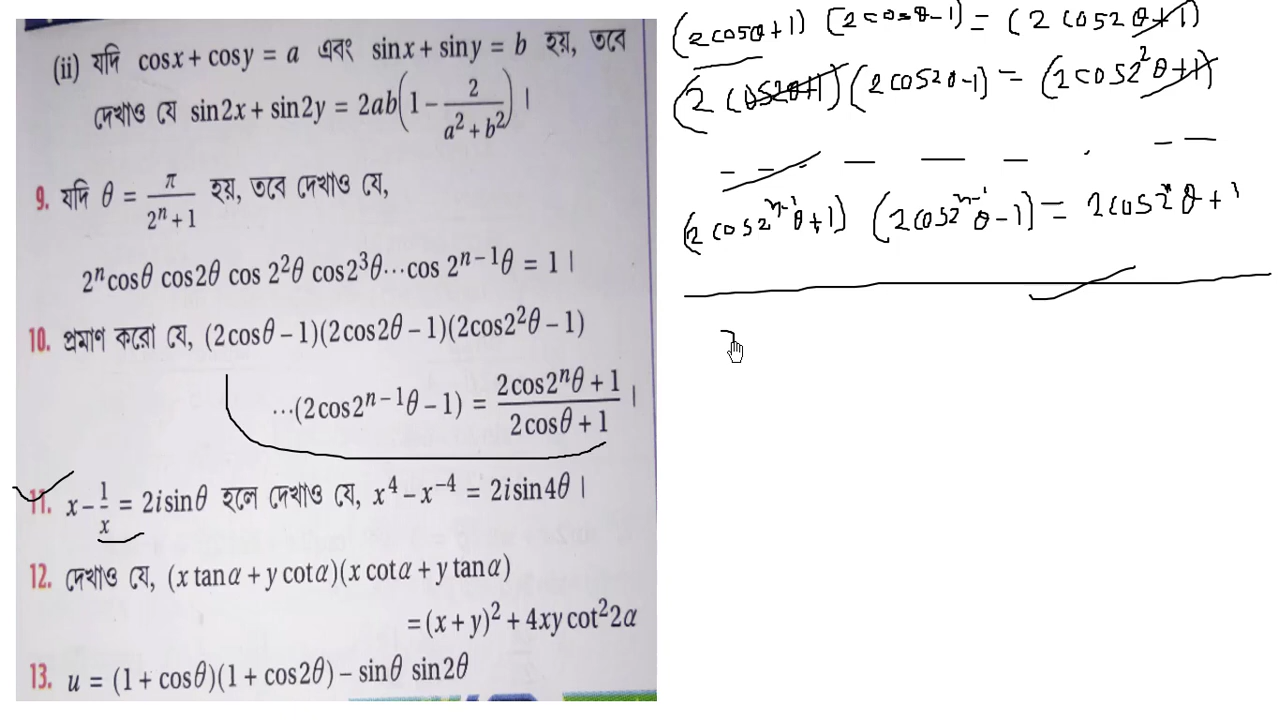 (ii) যদি cosx + cosy = a এবং sinx + siny = b হয়, তবে
দেখাও যে sin2x + sin2y = 2ab(1 − 2/(a² + b²)) ।
9. যদি θ = π/(2ⁿ + 1) হয়, তবে দেখাও যে,
2ⁿ cosθ cos2θ cos 2²θ cos2³θ...cos 2ⁿ⁻¹θ = 1 ।
10. প্রমাণ করো যে, (2cosθ − 1)(2cos2θ − 1)(2cos2²θ − 1)
...(2cos2ⁿ⁻¹θ − 1) = (2cos2ⁿθ + 1)/(2cosθ + 1) ।
11. x − 1/x = 2isinθ হলে দেখাও যে, x⁴ − x⁻⁴ = 2isin4θ ।
12. দেখাও যে, (x tanα + y cotα)(x cotα + y tanα)
= (x + y)² + 4xy cot²2α
13. u = (1 + cosθ)(1 + cos2θ) − sinθ sin2θ
(2cosθ+1) (2cosθ−1) = (2cos2θ+1)
(2cos2θ+1)(2cos2θ−1) = (2cos2²θ+1)
(2cos2ⁿ⁻¹θ+1) (2cos2ⁿ⁻¹θ−1) = 2cos2ⁿθ+1